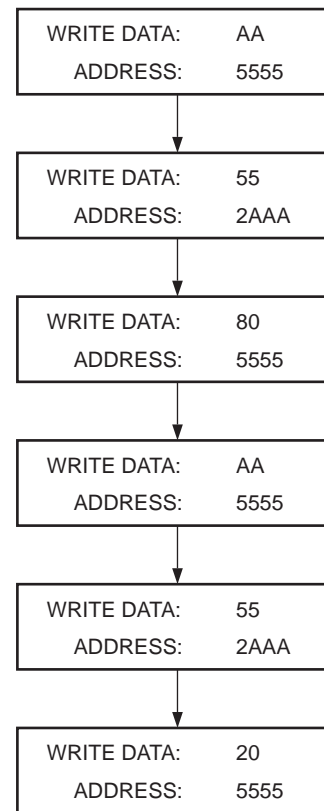 WRITE DATA: AA
ADDRESS: 5555
WRITE DATA: 55
ADDRESS: 2AAA
WRITE DATA: 80
ADDRESS: 5555
WRITE DATA: AA
ADDRESS: 5555
WRITE DATA: 55
ADDRESS: 2AAA
WRITE DATA: 20
ADDRESS: 5555